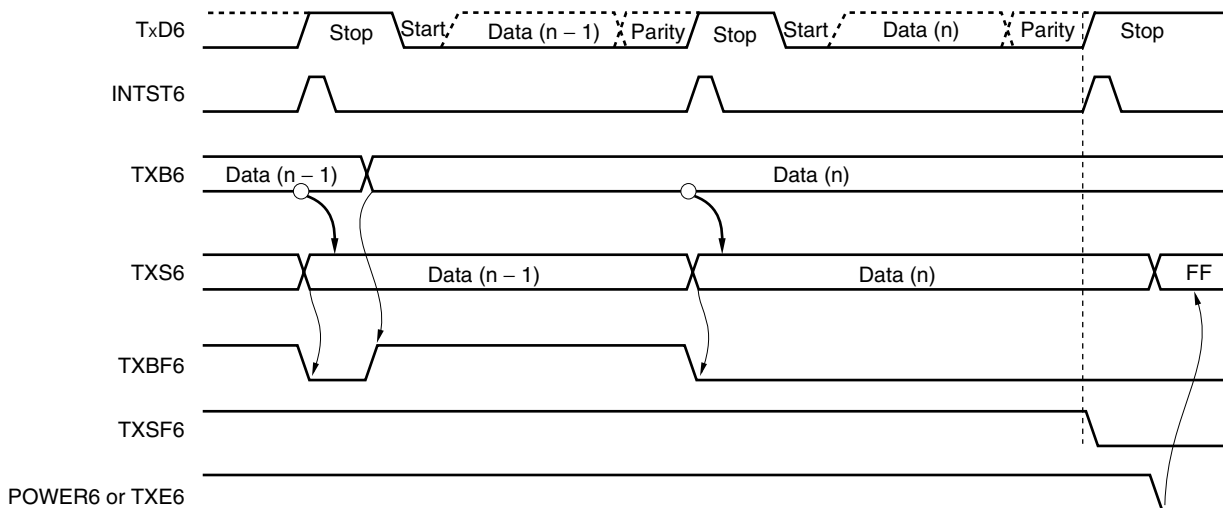 TxD6 Stop Start Data (n − 1) Parity Stop Start Data (n) Parity Stop
INTST6
TXB6 Data (n − 1) Data (n)
TXS6 Data (n − 1) Data (n) FF
TXBF6
TXSF6
POWER6 or TXE6